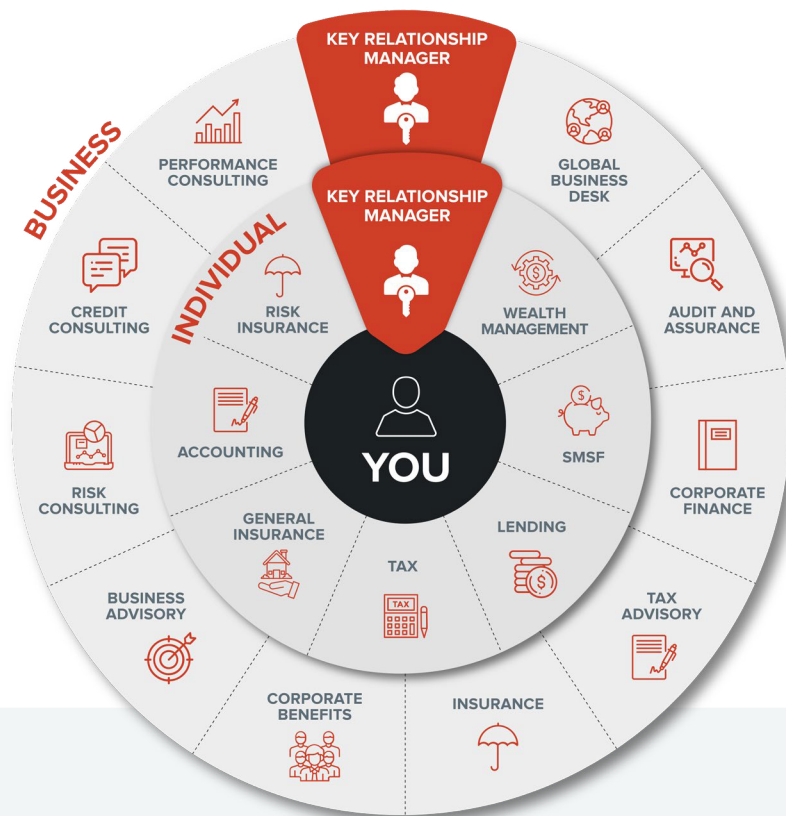 KEY RELATIONSHIP
MANAGER
BUSINESS
PERFORMANCE
CONSULTING
GLOBAL
BUSINESS
DESK
KEY RELATIONSHIP
MANAGER
INDIVIDUAL
CREDIT
CONSULTING
RISK
INSURANCE
WEALTH
MANAGEMENT
AUDIT AND
ASSURANCE
ACCOUNTING
YOU
SMSF
RISK
CONSULTING
CORPORATE
FINANCE
GENERAL
INSURANCE
LENDING
TAX
TAX
BUSINESS
ADVISORY
TAX
ADVISORY
CORPORATE
BENEFITS
INSURANCE